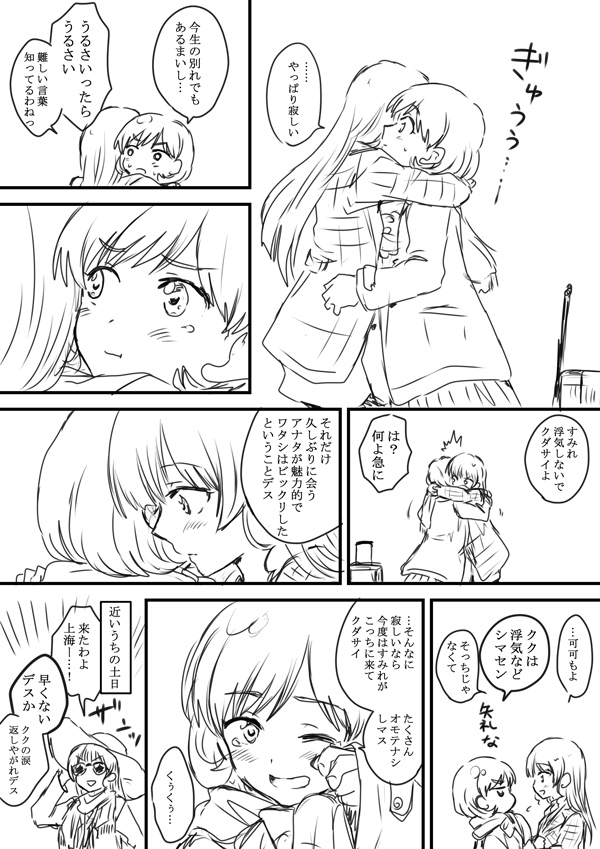 ぎゅうぅ…
……
やっぱり寂しい
今生の別れでも
あるまいし…
うるさいったら
うるさい
難しい言葉
知ってるわねっ
すみれ
浮気しないで
クダサイよ
は?
何よ急に
それだけ
久しぶりに会う
アナタが魅力的で
ワタシはビックリした
ということデス
…可可もよ
ククは
浮気など
シマセン
そっちじゃ
なくて
失礼な
…そんなに
寂しいなら
今度はすみれが
こっちに来て
クダサイ
たくさん
オモテナシ
しマス
くぅくぅ…
近いうちの土日
来たわよ
上海ー―!
ザンッ
早くない
デスか
ククの涙
返しやがれデス